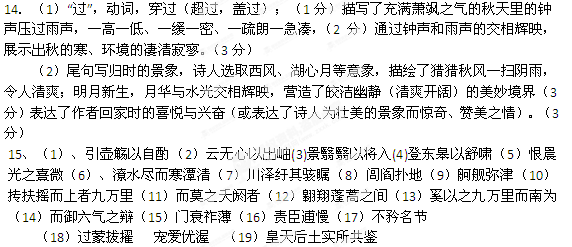 14. （1）“过”，动词，穿过（超过，盖过）；（1分）描写了充满萧飒之气的秋天里的钟
声压过雨声，一高一低、一缓一密、一疏朗一急凑，（2 分）通过钟声和雨声的交相辉映，
展示出秋的寒、环境的凄清寂寥。（3分）
（2）尾句写归时的景象，诗人选取西风、湖心月等意象，描绘了猎猎秋风一扫阴雨，
令人清爽；明月新生，月华与水光交相辉映，营造了皎洁幽静（清爽开阔）的美妙境界（3
分）表达了作者回家时的喜悦与兴奋（或表达了诗人为壮美的景象而惊奇、赞美之情）。（3
分）
15、（1）、引壶觞以自酌（2）云无心以出岫(3)景翳翳以将入(4)登东皋以舒啸（5）恨晨
光之熹微（6）、潦水尽而寒潭清（7）川泽纡其骇瞩（8）闾阎扑地（9）舸舰弥津（10）
抟扶摇而上者九万里（11）而莫之夭阏者（12）翱翔蓬蒿之间（13）奚以之九万里而南为
（14）而御六气之辩（15）门衰祚薄（16）责臣逋慢（17）不矜名节
（18）过蒙拔擢 宠爱优渥 （19）皇天后土实所共鉴